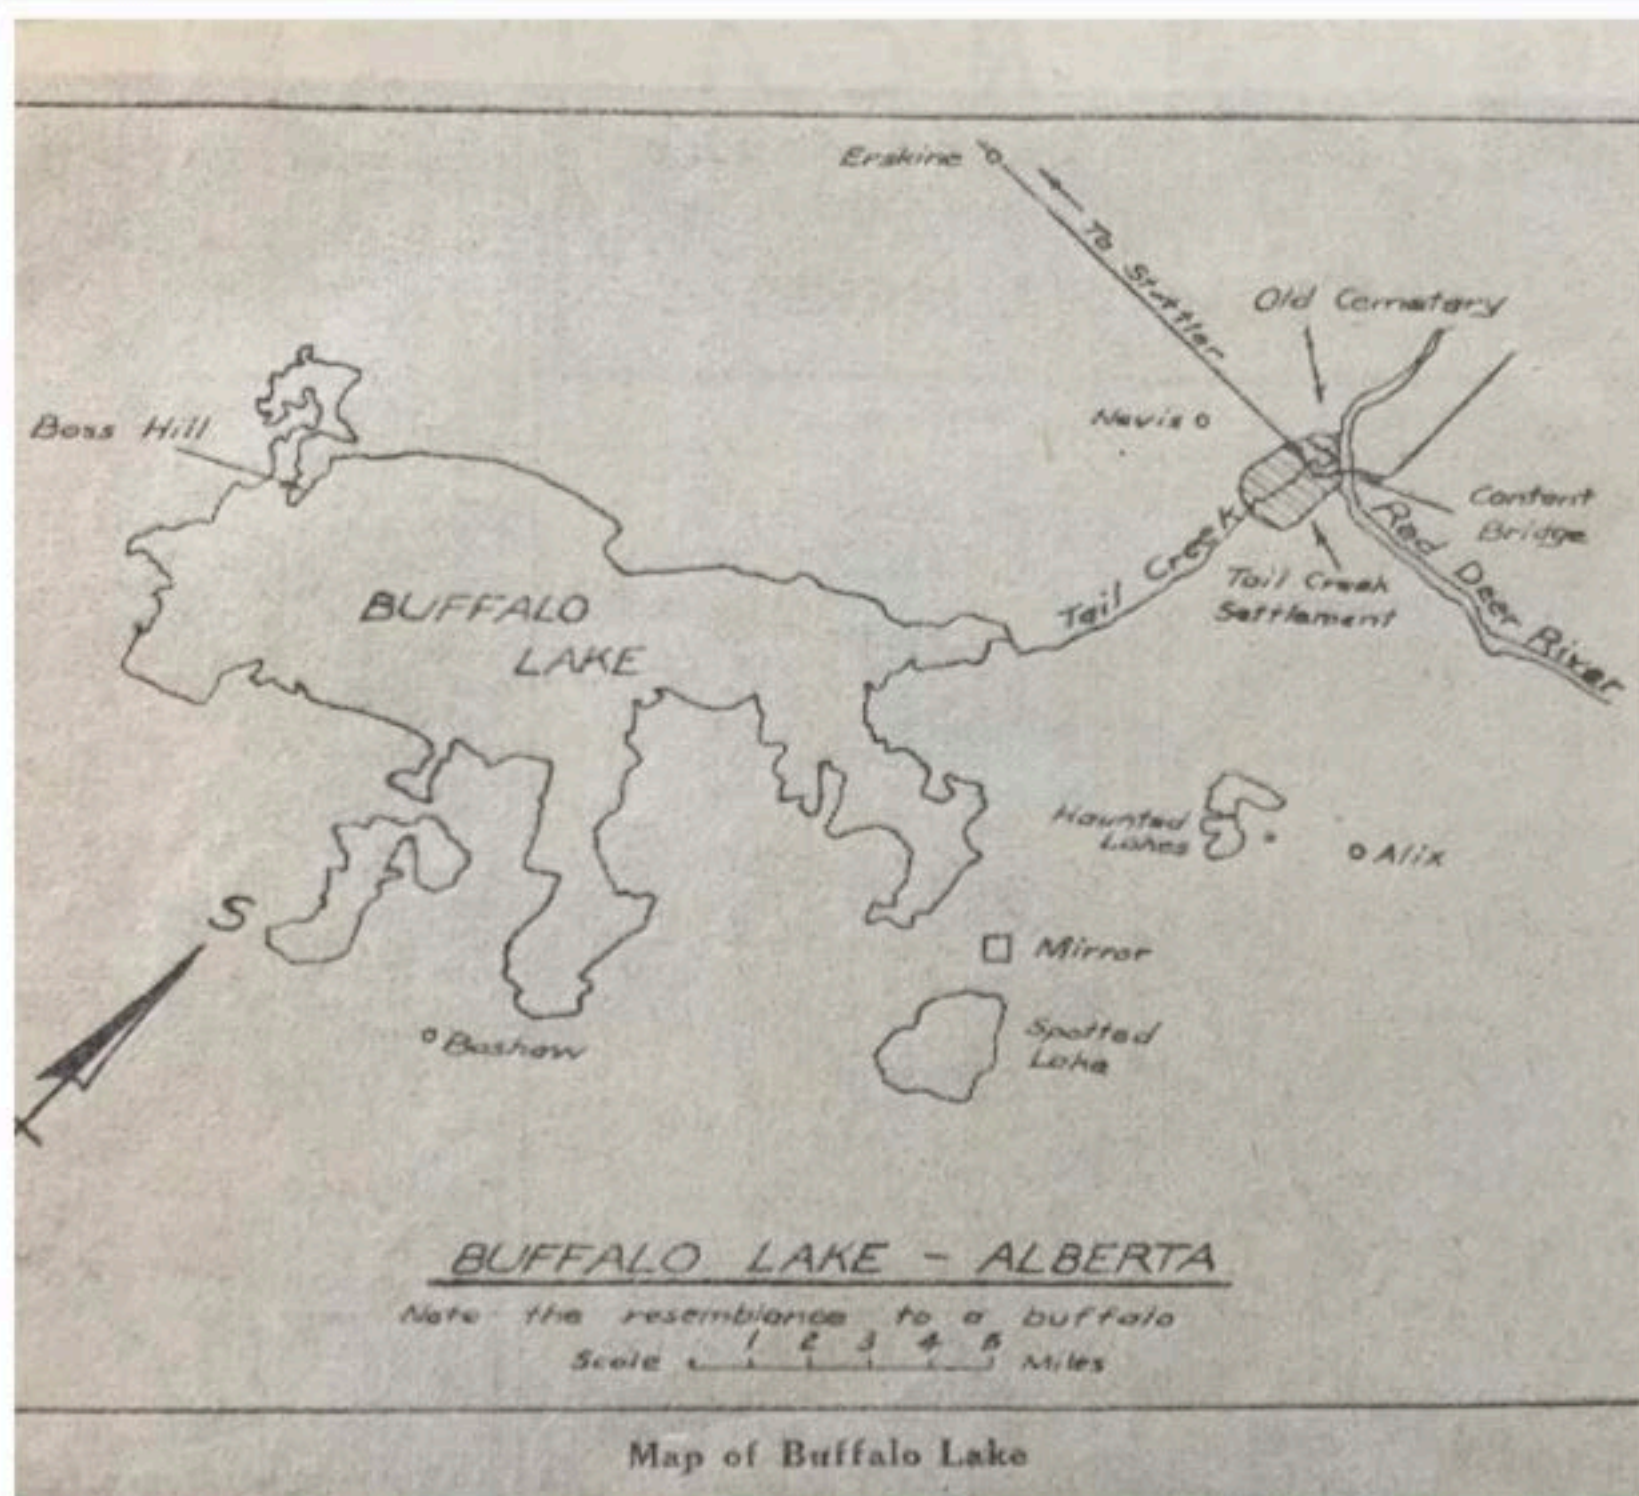 Erskine
To Stettler
Old Cemetary
Boss Hill
Nevis
Content
Bridge
Red Deer River
Tail Creek
Tail Creek
Settlement
BUFFALO
LAKE
Haunted
Lakes
Alix
S
Mirror
Spotted
Lake
Bashaw
BUFFALO LAKE - ALBERTA
Note the resemblance to a buffalo
Scale 1 2 3 4 5 Miles
Map of Buffalo Lake